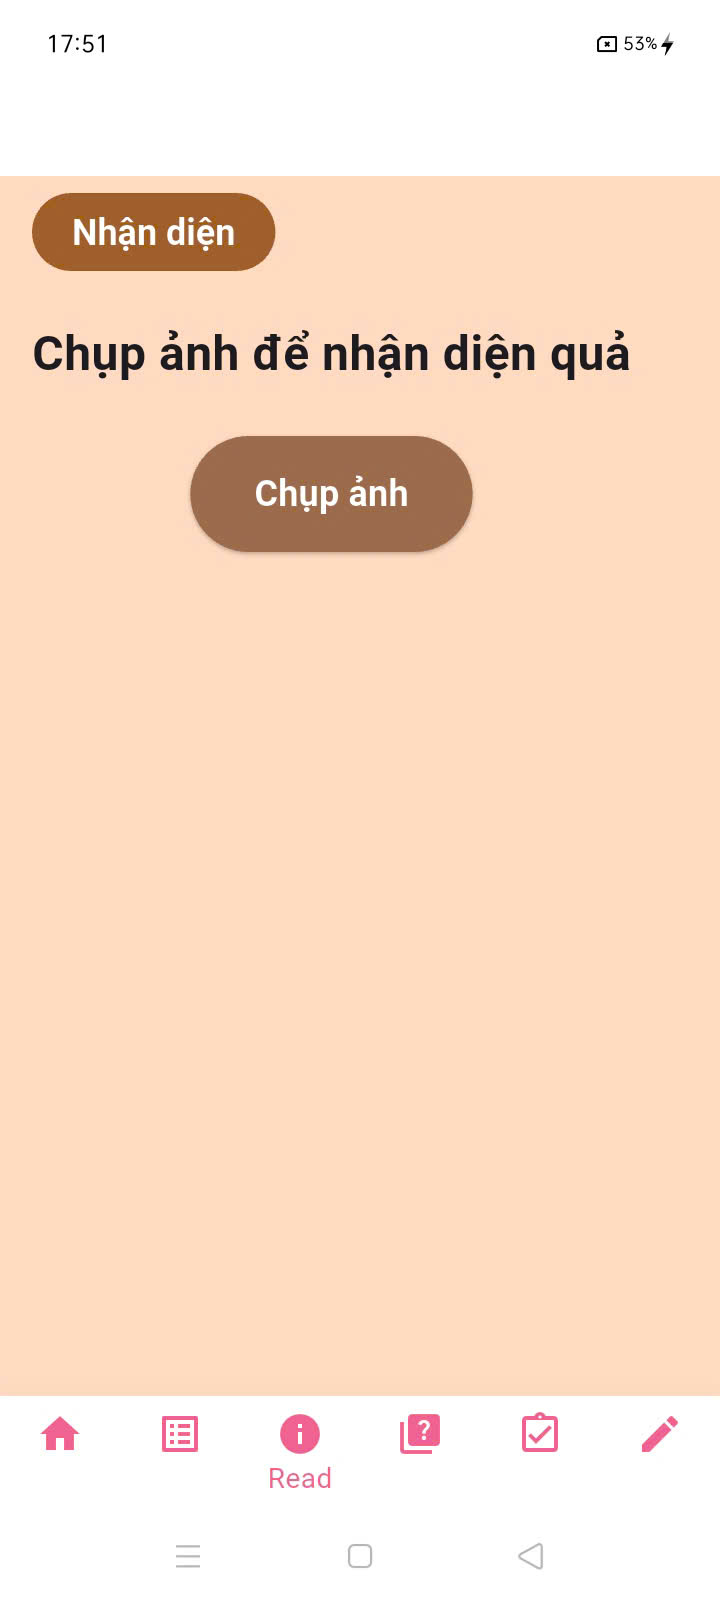 17:51
53%
Nhận diện
Chụp ảnh để nhận diện quả
Chụp ảnh
Read